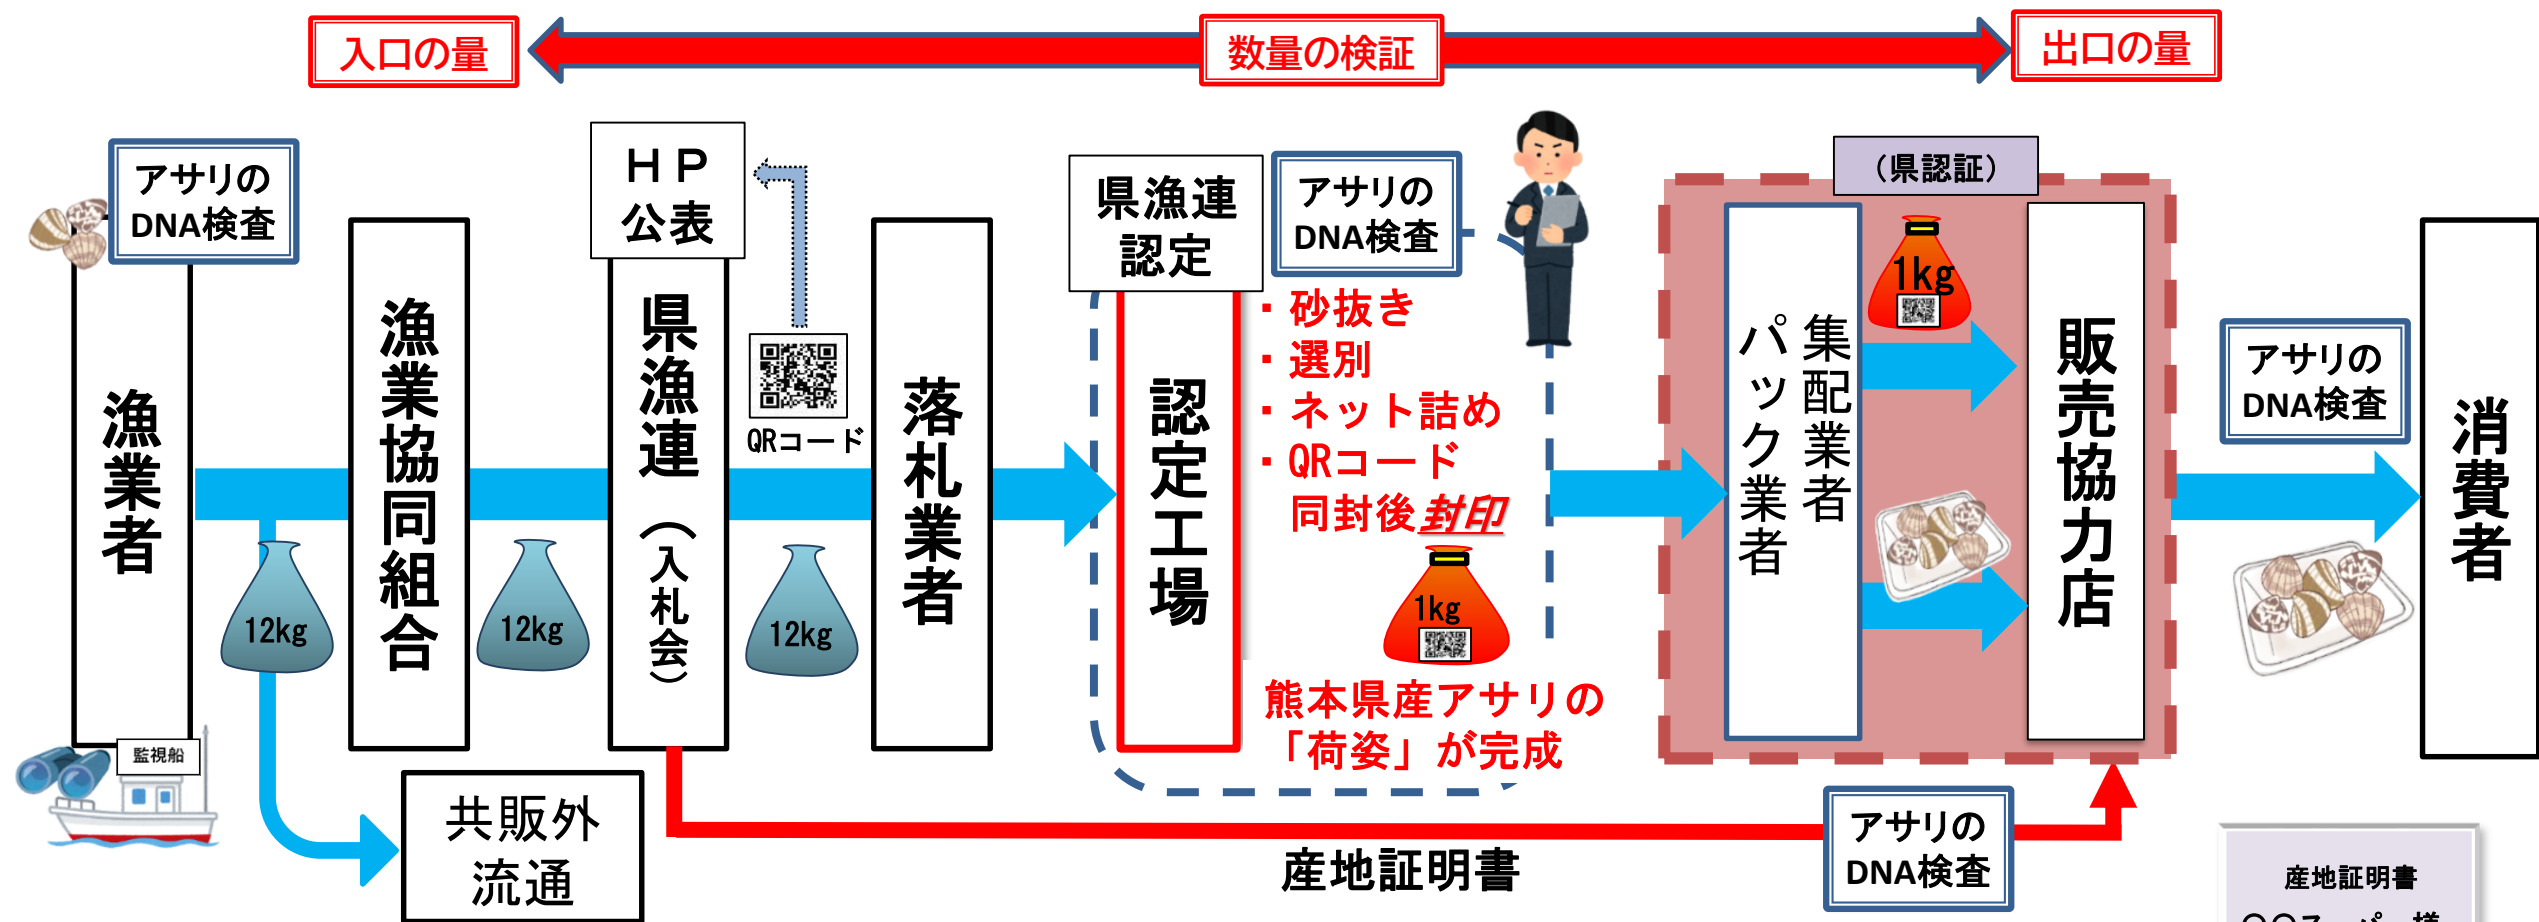 入口の量
数量の検証
出口の量
アサリの
DNA検査
漁業者
監視船
12kg
漁業協同組合
12kg
共販外
流通
ＨＰ
公表
県漁連（入札会）
QRコード
12kg
落札業者
県漁連
認定
認定工場
アサリの
DNA検査
・砂抜き
・選別
・ネット詰め
・QRコード
同封後封印
1kg
熊本県産アサリの
「荷姿」が完成
産地証明書
（県認証）
集配業者
パック業者
1kg
販売協力店
アサリの
DNA検査
アサリの
DNA検査
消費者
産地証明書
○○スーパー様